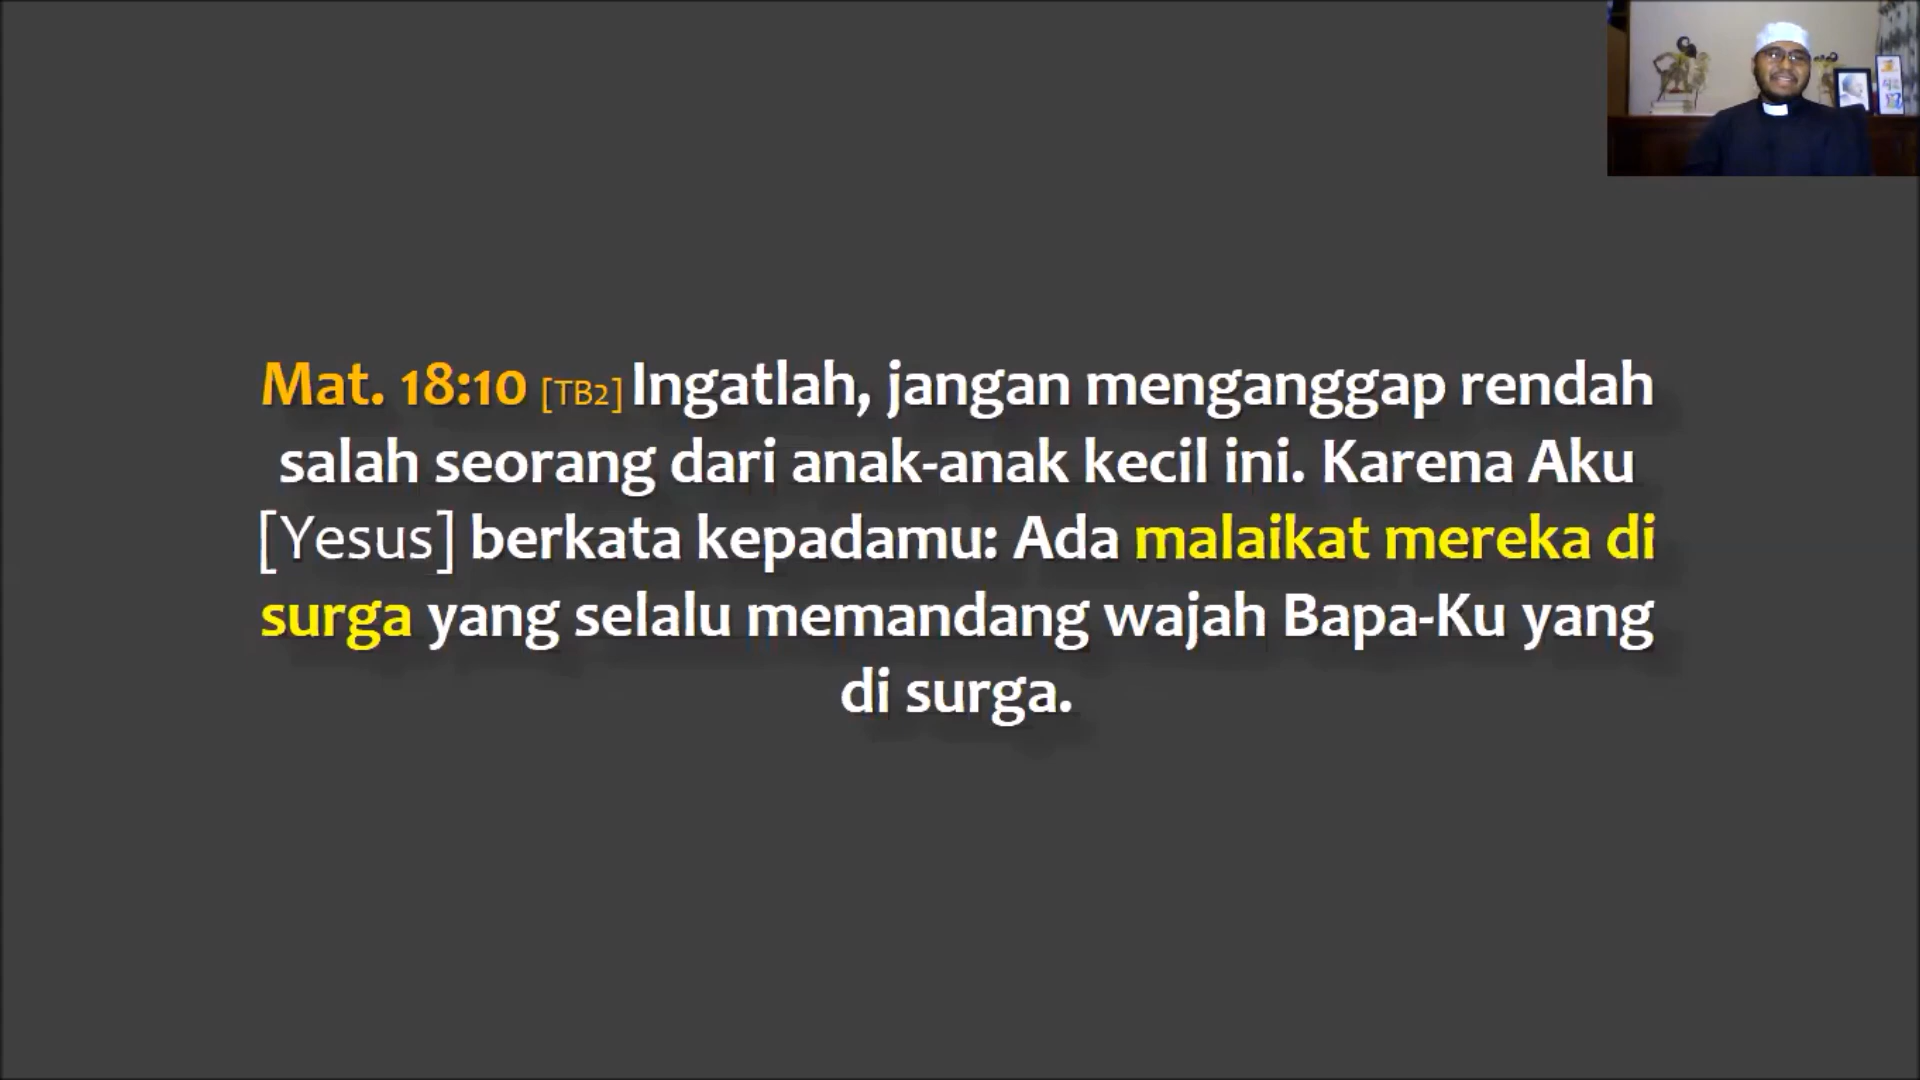 Mat. 18:10 [TB2] Ingatlah, jangan menganggap rendah
salah seorang dari anak-anak kecil ini. Karena Aku
[Yesus] berkata kepadamu: Ada malaikat mereka di
surga yang selalu memandang wajah Bapa-Ku yang
di surga.